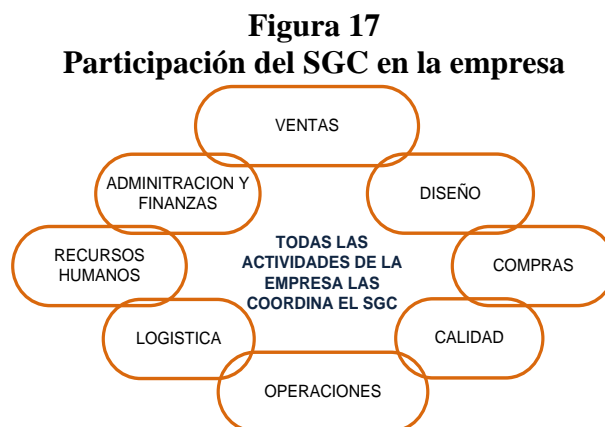 Figura 17
Participación del SGC en la empresa
VENTAS
ADMINITRACION Y
FINANZAS
DISEÑO
RECURSOS
HUMANOS
TODAS LAS
ACTIVIDADES DE LA
EMPRESA LAS
COORDINA EL SGC
COMPRAS
LOGISTICA
CALIDAD
OPERACIONES